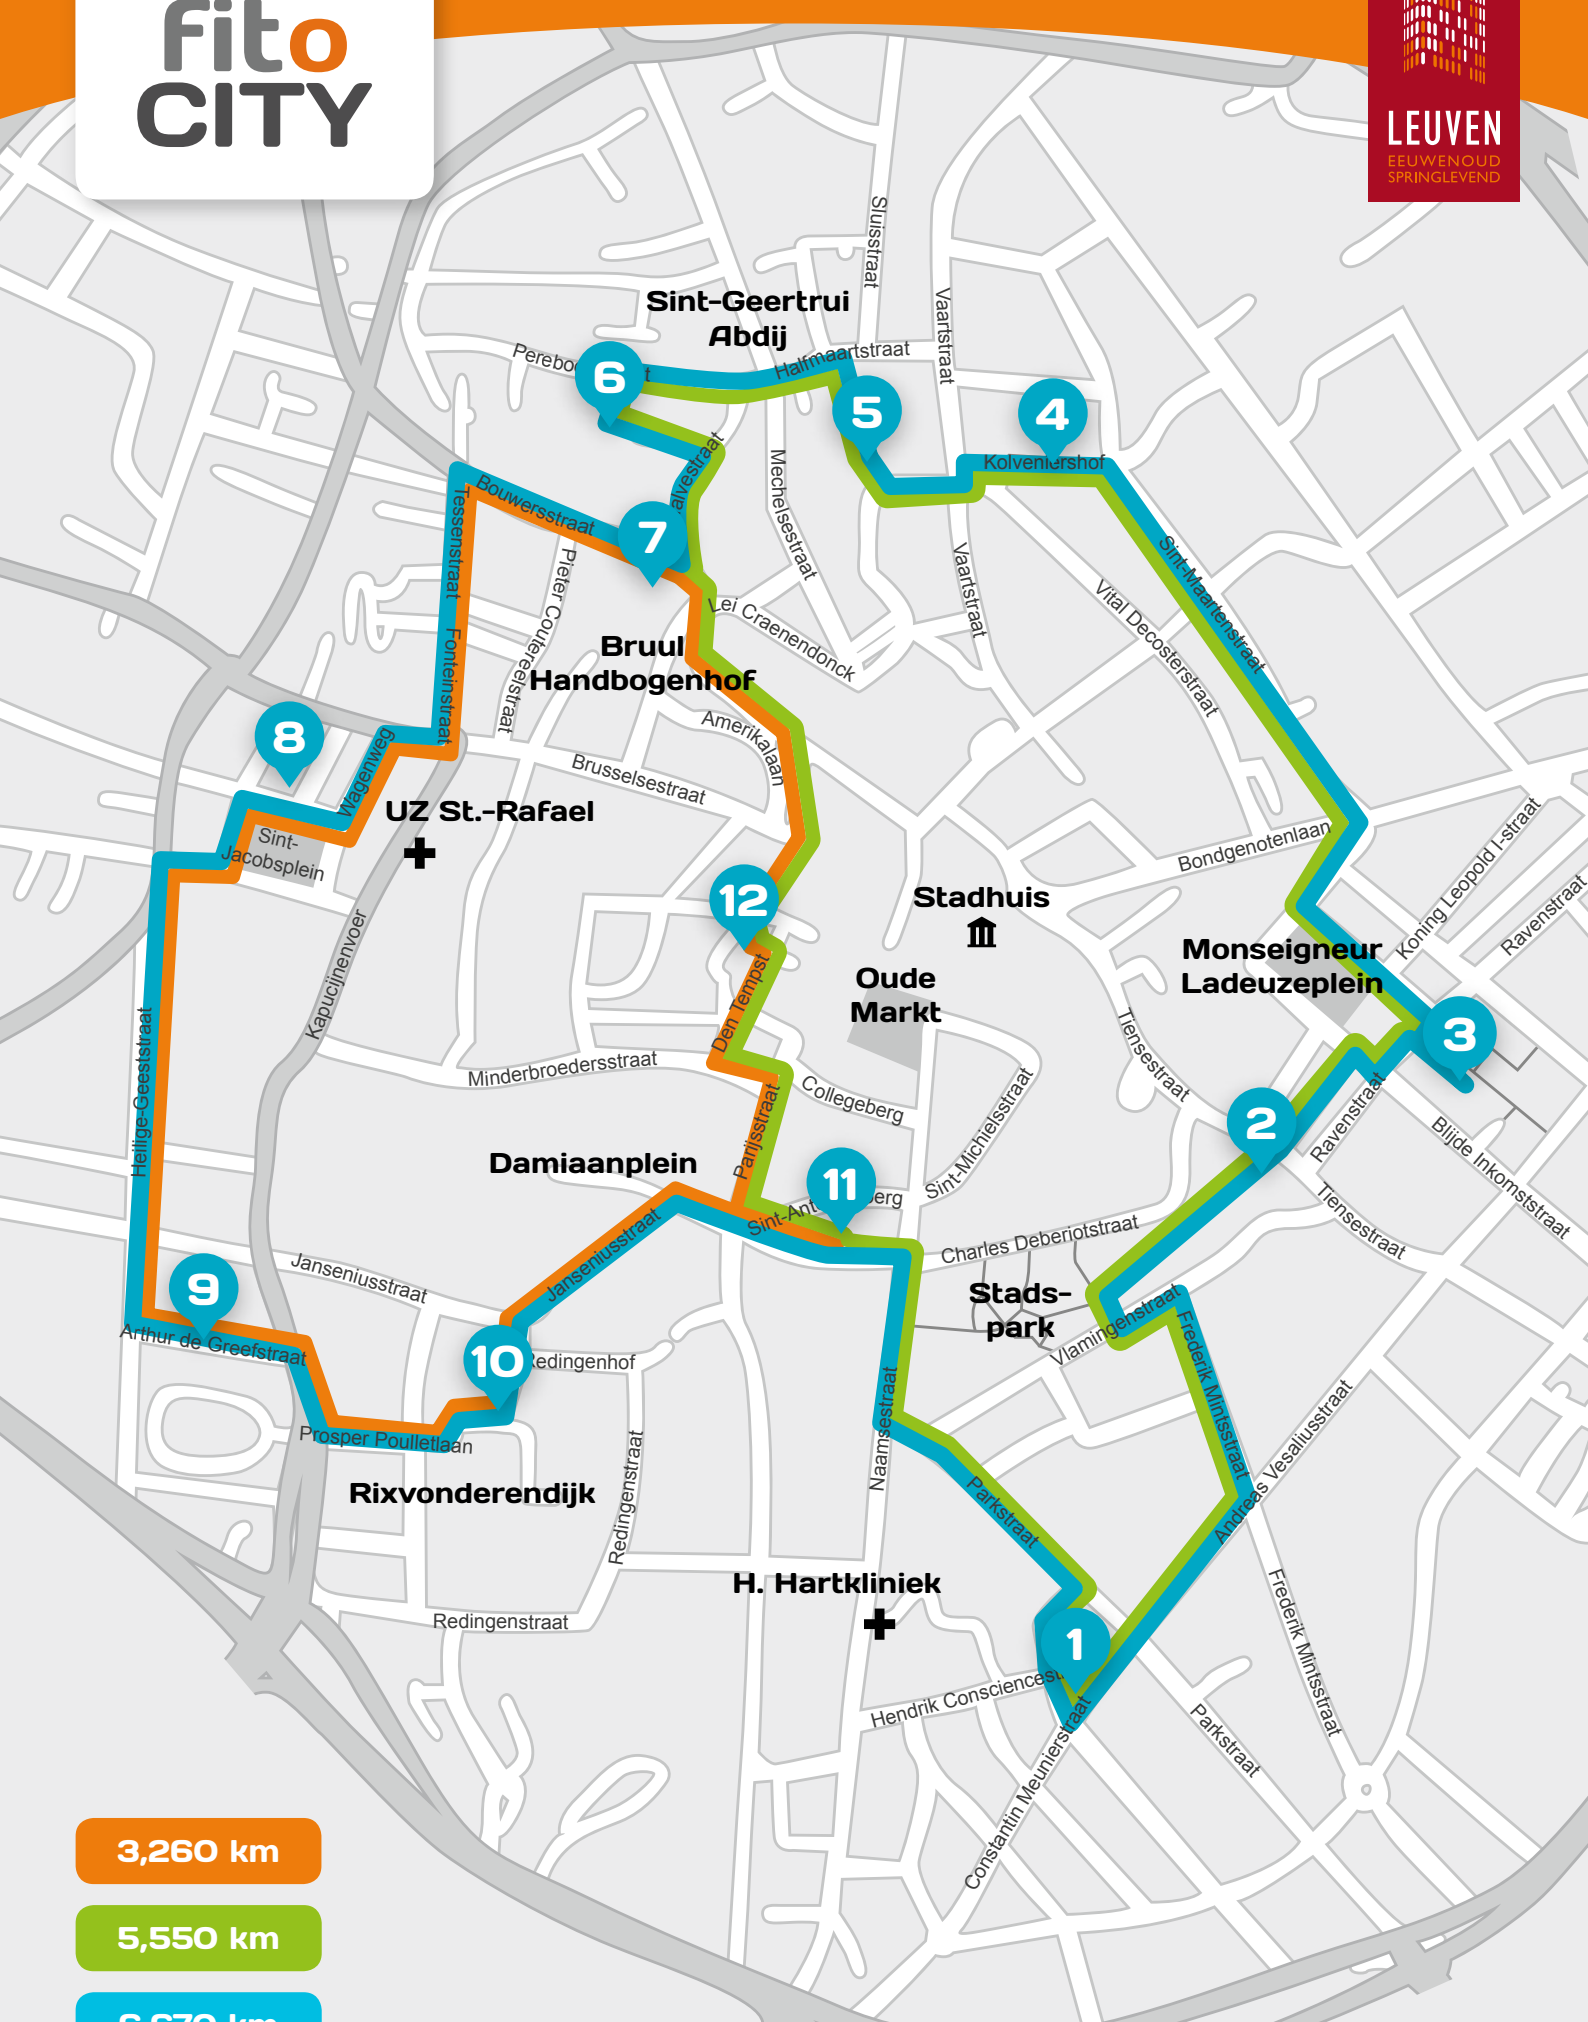 fito
CITY
LEUVEN
EEUWENOUD
SPRINGLEVEND
Sluisstraat
Vaartstraat
Sint-Geertrui
Abdij
Halfmaartstraat
6
5
4
Kolveniershof
Mechelsestraat
Bouwersstraat
Tessenstraat
7
Pieter Coutereelstraat
Vaartstraat
Sint-Maartenstraat
Vital Decosterstraat
Lei Craenendonck
Bruul
Handbogenhof
Fonteinstraat
Amerikalaan
8
Wagenweg
Brusselsestraat
UZ St.-Rafael
Sint-
Jacobsplein
Bondgenotenlaan
Koning Leopold I-straat
Ravenstraat
12
Stadhuis
Monseigneur
Ladeuzeplein
Oude
Markt
Kapucijnenvoer
Den Tempst
3
Heilige-Geeststraat
Minderbroedersstraat
Collegeberg
Tiensestraat
Sint-Michielsstraat
2
Ravenstraat
Blijde Inkomststraat
Parijsstraat
Damiaanplein
11
Tiensestraat
Charles Deberiotstraat
Janseniusstraat
Janseniusstraat
Stads-
park
9
Vlamingenstraat
Arthur de Greefstraat
10
Frederik Mintsstraat
Naamsestraat
Andreas Vesaliusstraat
Prosper Poulletlaan
Rixvonderendijk
Redingenstraat
Parkstraat
H. Hartkliniek
Redingenstraat
1
Frederik Mintsstraat
Parkstraat
Constantin Meunierstraat
3,260 km
5,550 km